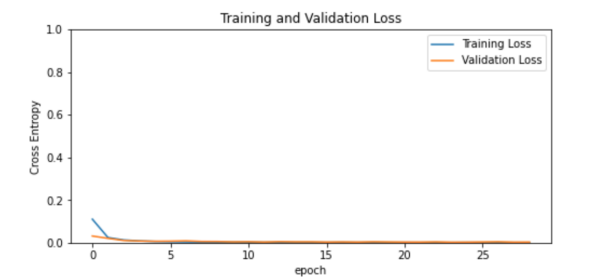 Training and Validation Loss
1.0
Training Loss
Validation Loss
0.8
0.6
0.4
0.2
0.0
Cross Entropy
0 5 10 15 20 25
epoch